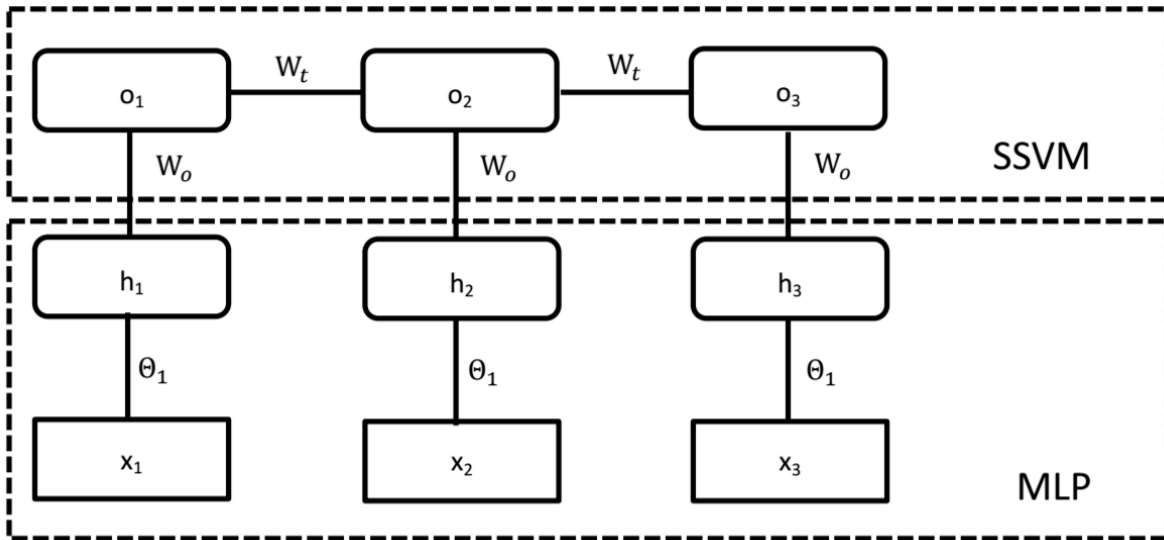 W_t W_t
o₁ o₂ o₃
W_o W_o W_o
SSVM
h₁ h₂ h₃
Θ₁ Θ₁ Θ₁
x₁ x₂ x₃
MLP